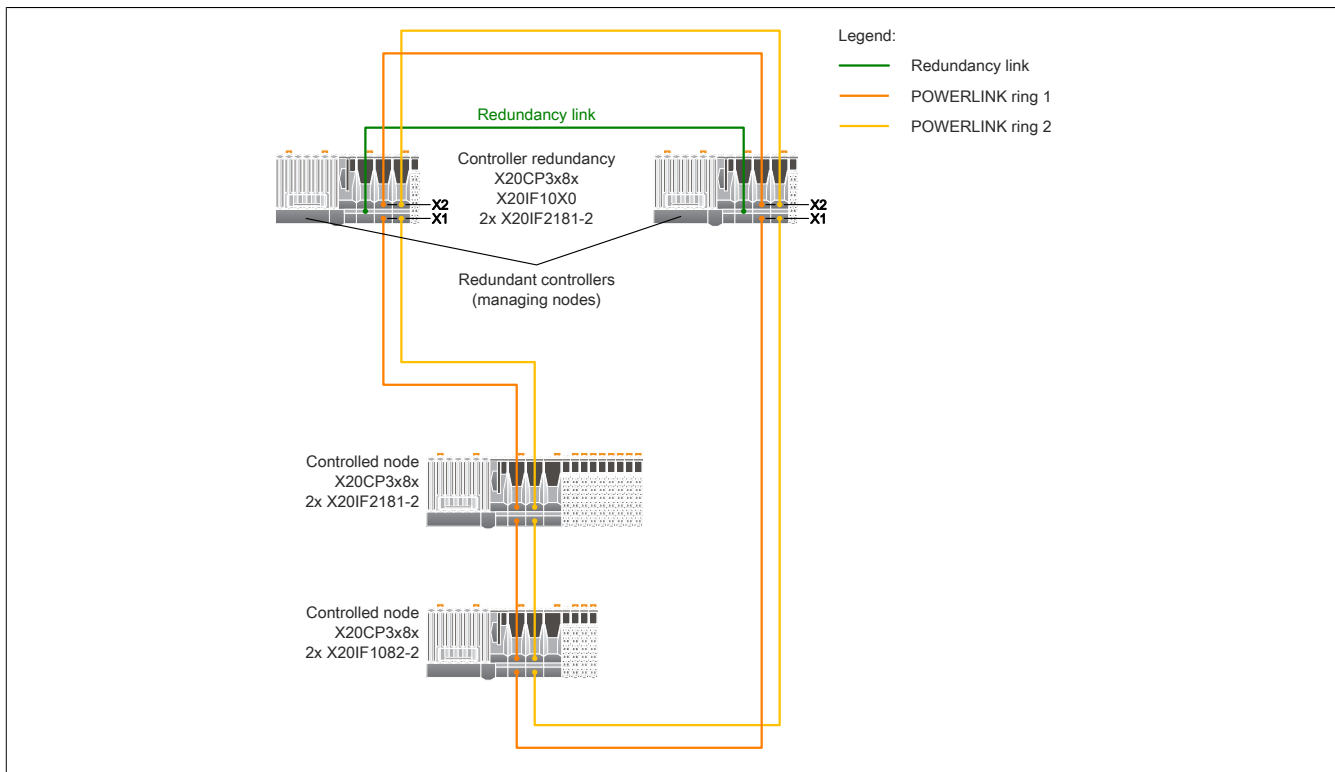 Legend:
Redundancy link
POWERLINK ring 1
POWERLINK ring 2
Redundancy link
Controller redundancy
X20CP3x8x
X20IF10X0
2x X20IF2181-2
X2
X1
X2
X1
Redundant controllers
(managing nodes)
Controlled node
X20CP3x8x
2x X20IF2181-2
Controlled node
X20CP3x8x
2x X20IF1082-2